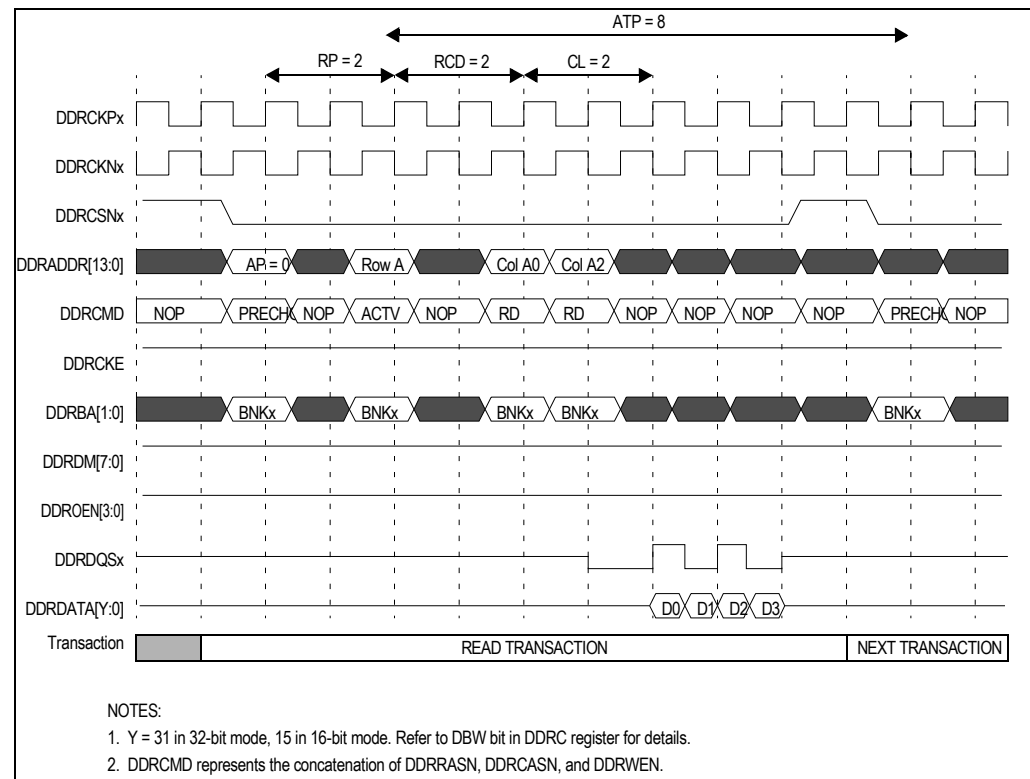 ATP = 8
RP = 2 RCD = 2 CL = 2
DDRCKPx
DDRCKNx
DDRCSNx
DDRADDR[13:0] AP = 0 Row A Col A0 Col A2
DDRCMD NOP PRECHG NOP ACTV NOP RD RD NOP NOP NOP NOP PRECHG NOP
DDRCKE
DDRBA[1:0] BNKx BNKx BNKx BNKx BNKx
DDRDM[7:0]
DDROEN[3:0]
DDRDQSx
DDRDATA[Y:0] D0 D1 D2 D3
Transaction READ TRANSACTION NEXT TRANSACTION
NOTES:
1. Y = 31 in 32-bit mode, 15 in 16-bit mode. Refer to DBW bit in DDRC register for details.
2. DDRCMD represents the concatenation of DDRRASN, DDRCASN, and DDRWEN.